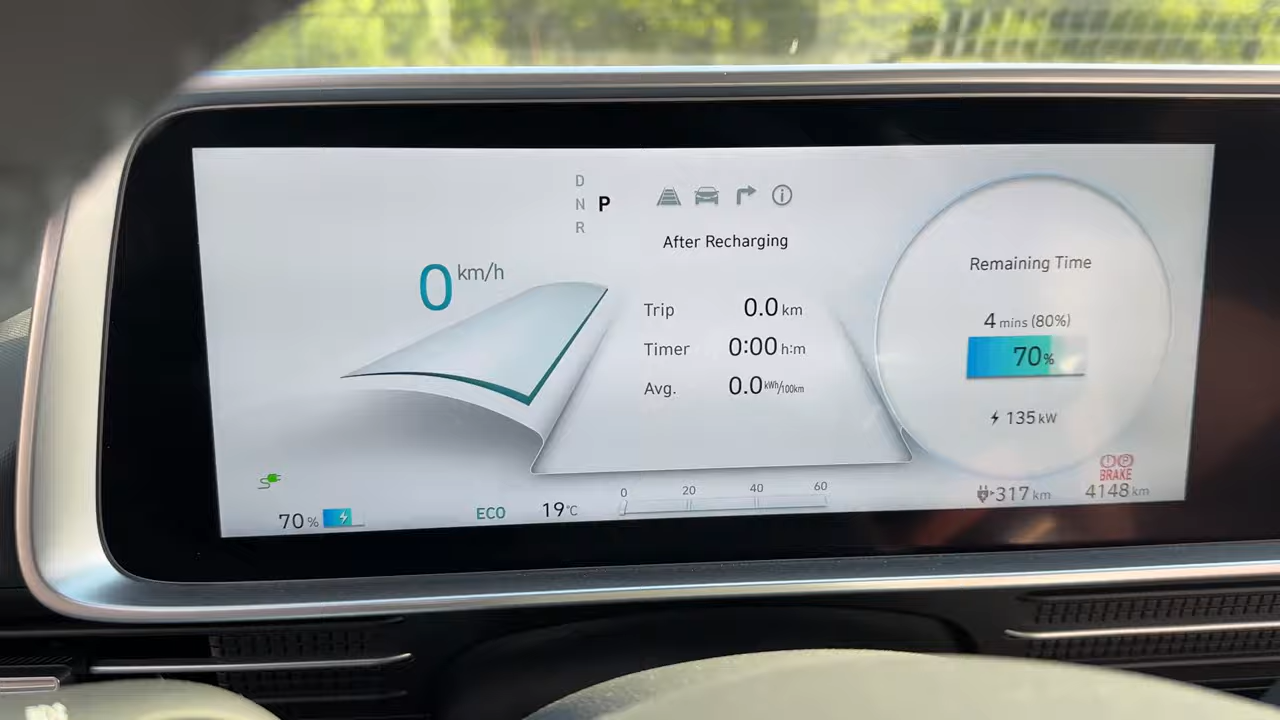 D
N P
R
After Recharging
0 km/h
Trip 0.0 km
Timer 0:00 h:m
Avg. 0.0 kWh/100km
Remaining Time
4 mins (80%)
70%
135 kW
BRAKE
70%
ECO
19°C
0 20 40 60
317 km
4148 km